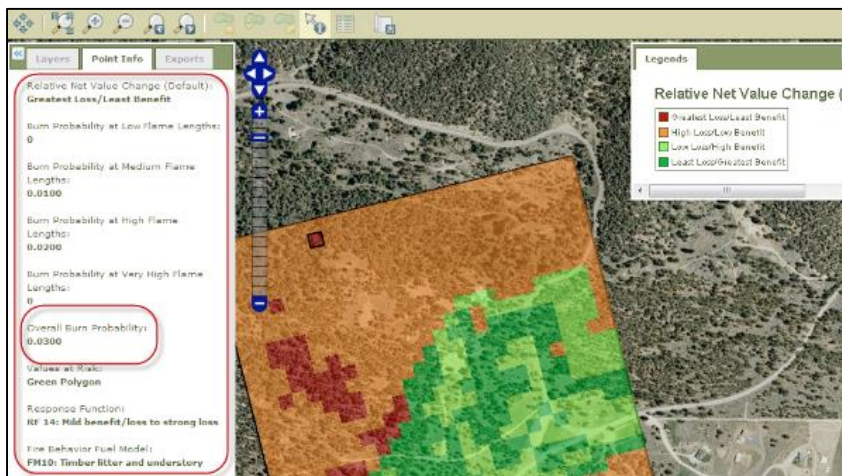 Layers
Point Info
Exports
Relative Net Value Change (Default):
Greatest Loss/Least Benefit
Burn Probability at Low Flame Lengths:
0
Burn Probability at Medium Flame
Lengths:
0.0100
Burn Probability at High Flame
Lengths:
0.0200
Burn Probability at Very High Flame
Lengths:
0
Overall Burn Probability:
0.0300
Values at Risk:
Green Polygon
Response Function:
RF 14: Mild benefit/loss to strong loss
Fire Behavior Fuel Model:
FM10: Timber litter and understory
Legends
Relative Net Value Change (
Greatest Loss/Least Benefit
High Loss/Low Benefit
Low Loss/High Benefit
Least Loss/Greatest Benefit